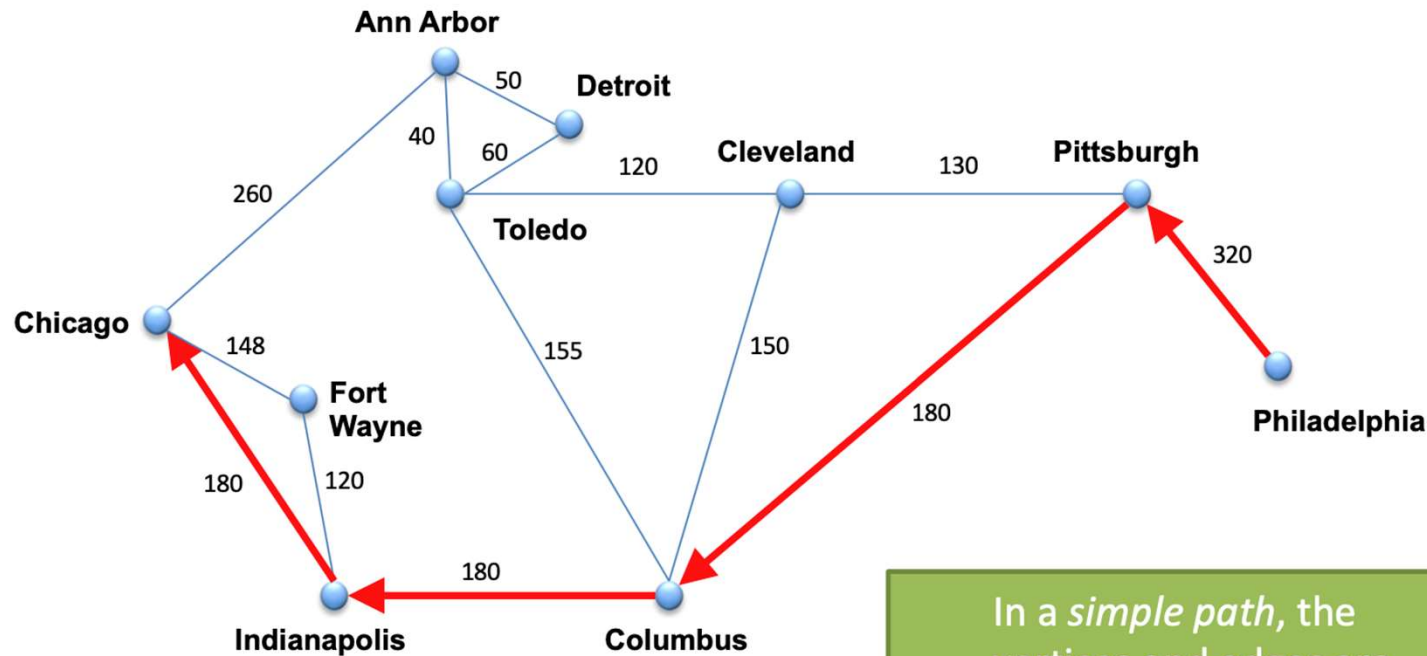 Ann Arbor
50
Detroit
40
60
120
Cleveland
130
Pittsburgh
260
Toledo
320
Chicago
148
155
150
Fort
Wayne
180
Philadelphia
180
120
180
Indianapolis
Columbus
In a simple path, the